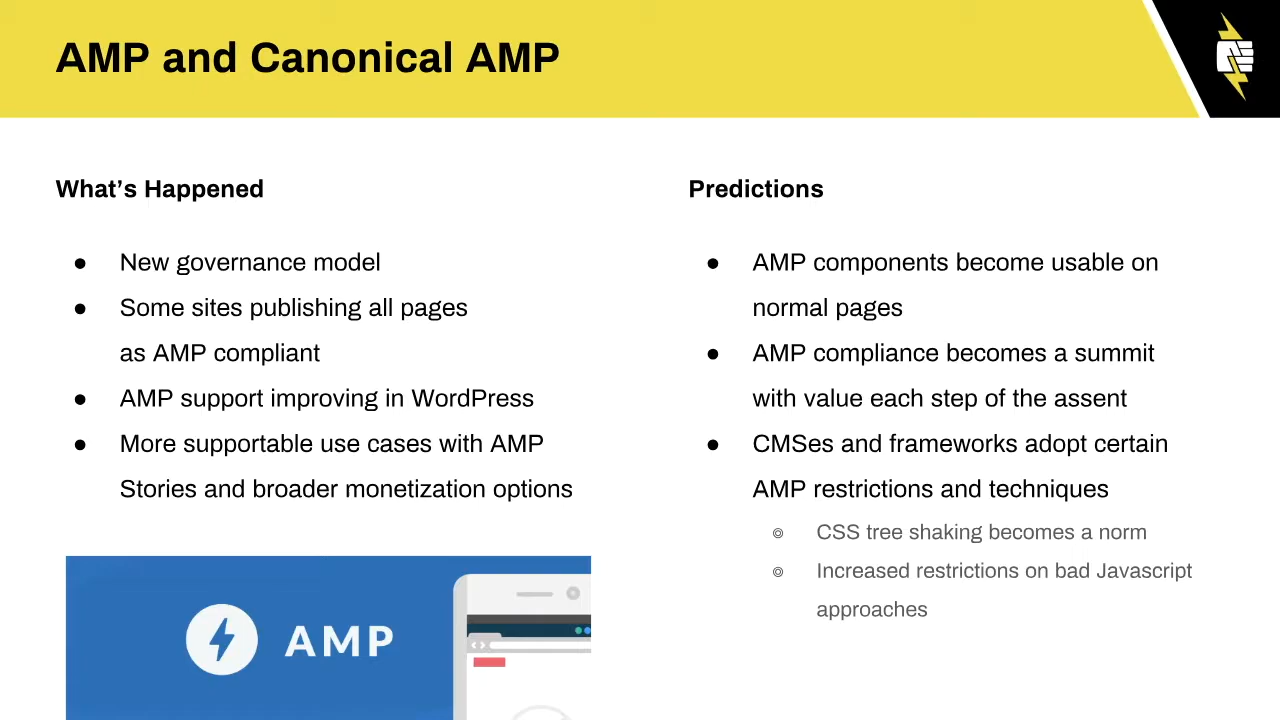 AMP and Canonical AMP
What’s Happened
● New governance model
● Some sites publishing all pages
as AMP compliant
● AMP support improving in WordPress
● More supportable use cases with AMP
Stories and broader monetization options
AMP
Predictions
● AMP components become usable on
normal pages
● AMP compliance becomes a summit
with value each step of the assent
● CMSes and frameworks adopt certain
AMP restrictions and techniques
◎ CSS tree shaking becomes a norm
◎ Increased restrictions on bad Javascript
approaches